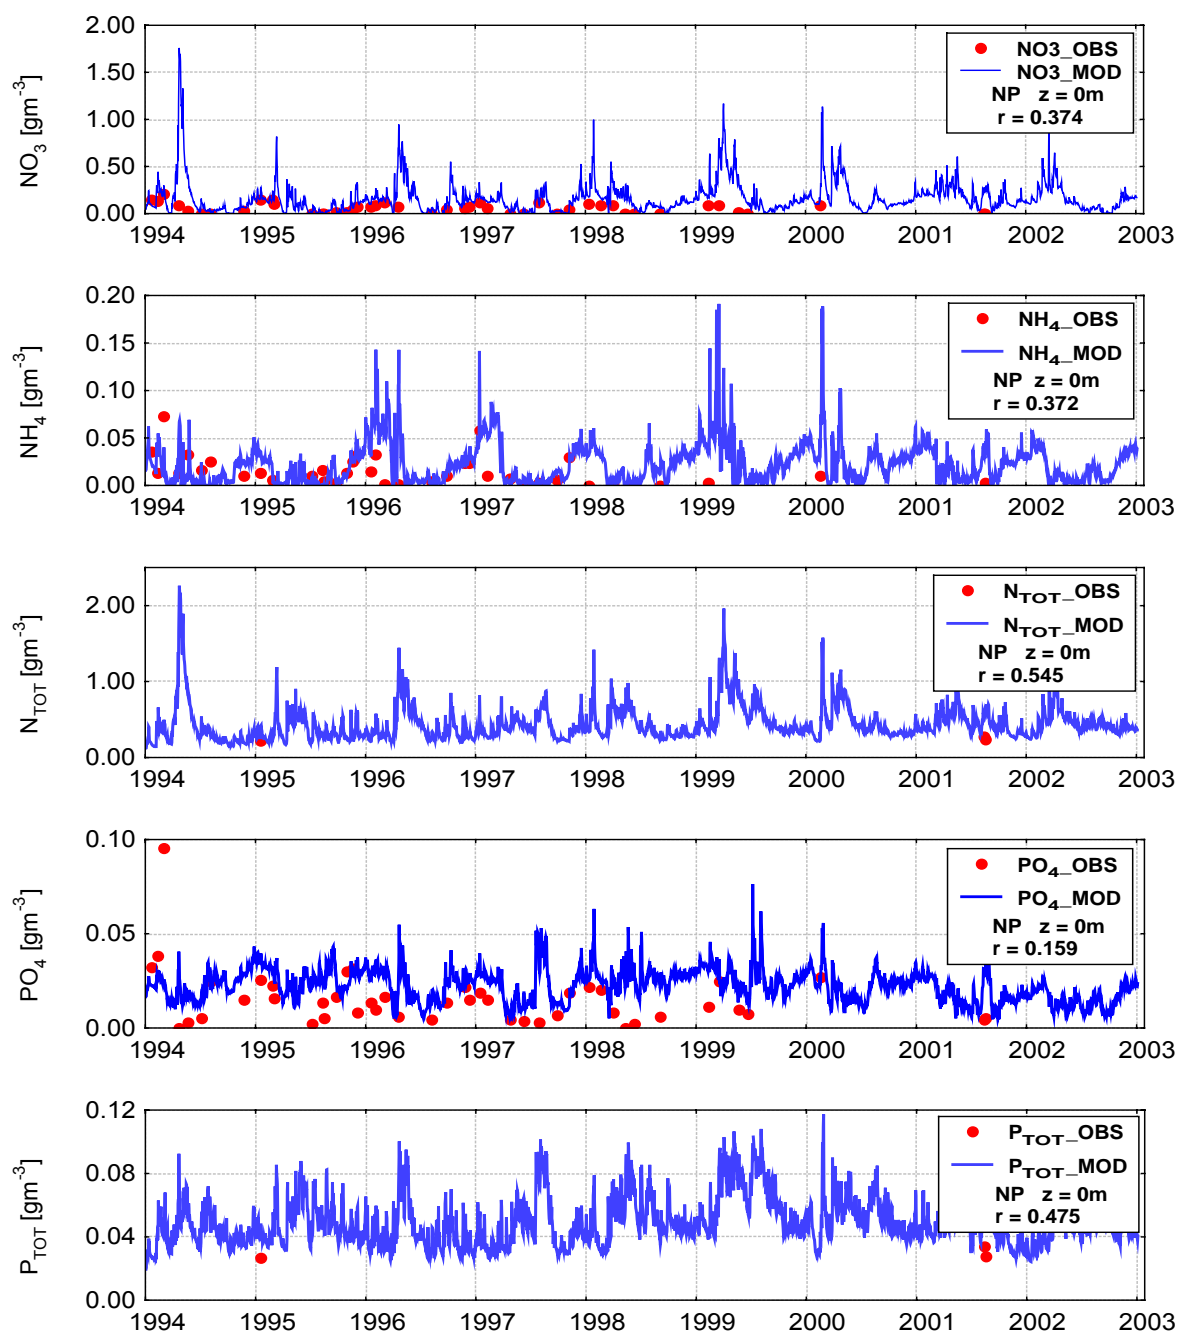 2.00
1.50
1.00
0.50
0.00
NO3 [gm-3]
NO3_OBS
NO3_MOD
NP z = 0m
r = 0.374
1994 1995 1996 1997 1998 1999 2000 2001 2002 2003
0.20
0.15
0.10
0.05
0.00
NH4 [gm-3]
NH4_OBS
NH4_MOD
NP z = 0m
r = 0.372
1994 1995 1996 1997 1998 1999 2000 2001 2002 2003
2.00
1.00
0.00
NTOT [gm-3]
NTOT_OBS
NTOT_MOD
NP z = 0m
r = 0.545
1994 1995 1996 1997 1998 1999 2000 2001 2002 2003
0.10
0.05
0.00
PO4 [gm-3]
PO4_OBS
PO4_MOD
NP z = 0m
r = 0.159
1994 1995 1996 1997 1998 1999 2000 2001 2002 2003
0.12
0.08
0.04
0.00
PTOT [gm-3]
PTOT_OBS
PTOT_MOD
NP z = 0m
r = 0.475
1994 1995 1996 1997 1998 1999 2000 2001 2002 2003